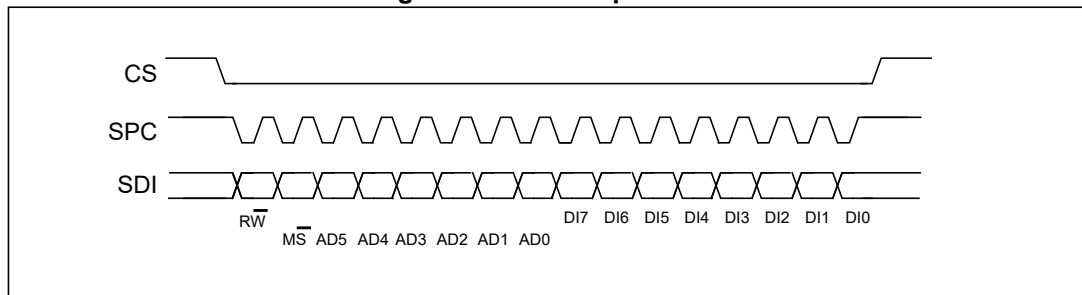 CS
SPC
SDI
RW̅ DI7 DI6 DI5 DI4 DI3 DI2 DI1 DI0
MS̅ AD5 AD4 AD3 AD2 AD1 AD0